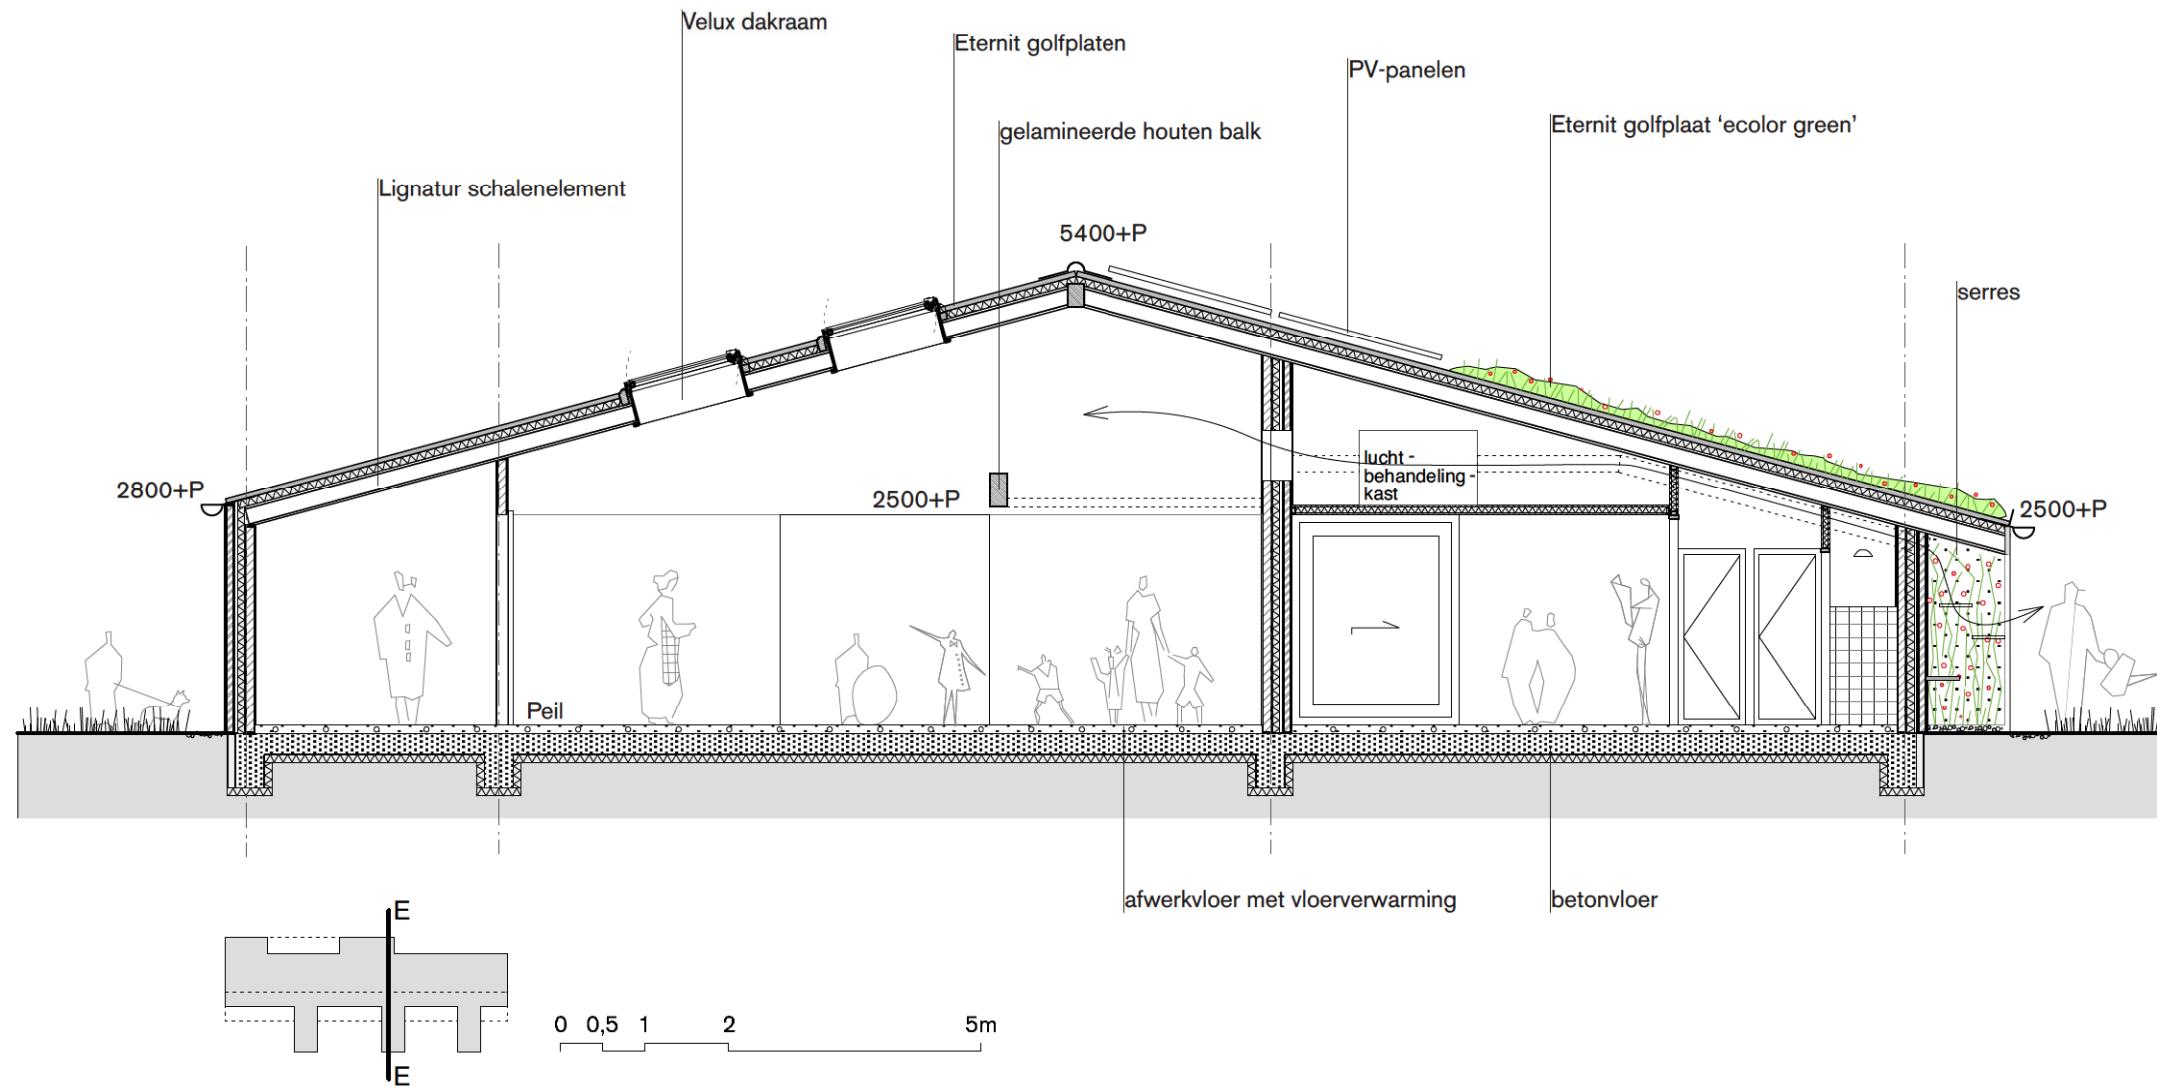 Velux dakraam
Eternit golfplaten
PV-panelen
Eternit golfplaat ‘ecolor green’
gelamineerde houten balk
Lignatur schalenelement
5400+P
serres
lucht -
behandeling -
kast
2800+P
2500+P
2500+P
Peil
afwerkvloer met vloerverwarming
betonvloer
E
0 0,5 1 2 5m
E